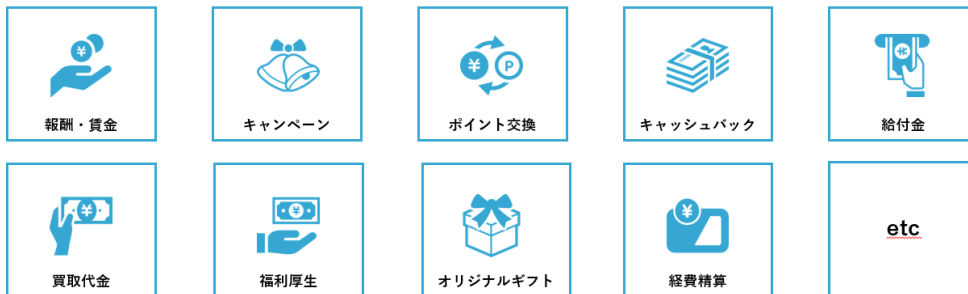 報酬・賃金
キャンペーン
ポイント交換
キャッシュバック
給付金
買取代金
福利厚生
オリジナルギフト
経費精算
etc